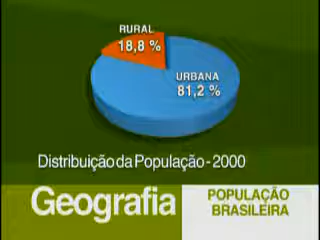 RURAL
18,8 %
URBANA
81,2 %
Distribuição da População - 2000
Geografia
POPULAÇÃO
BRASILEIRA